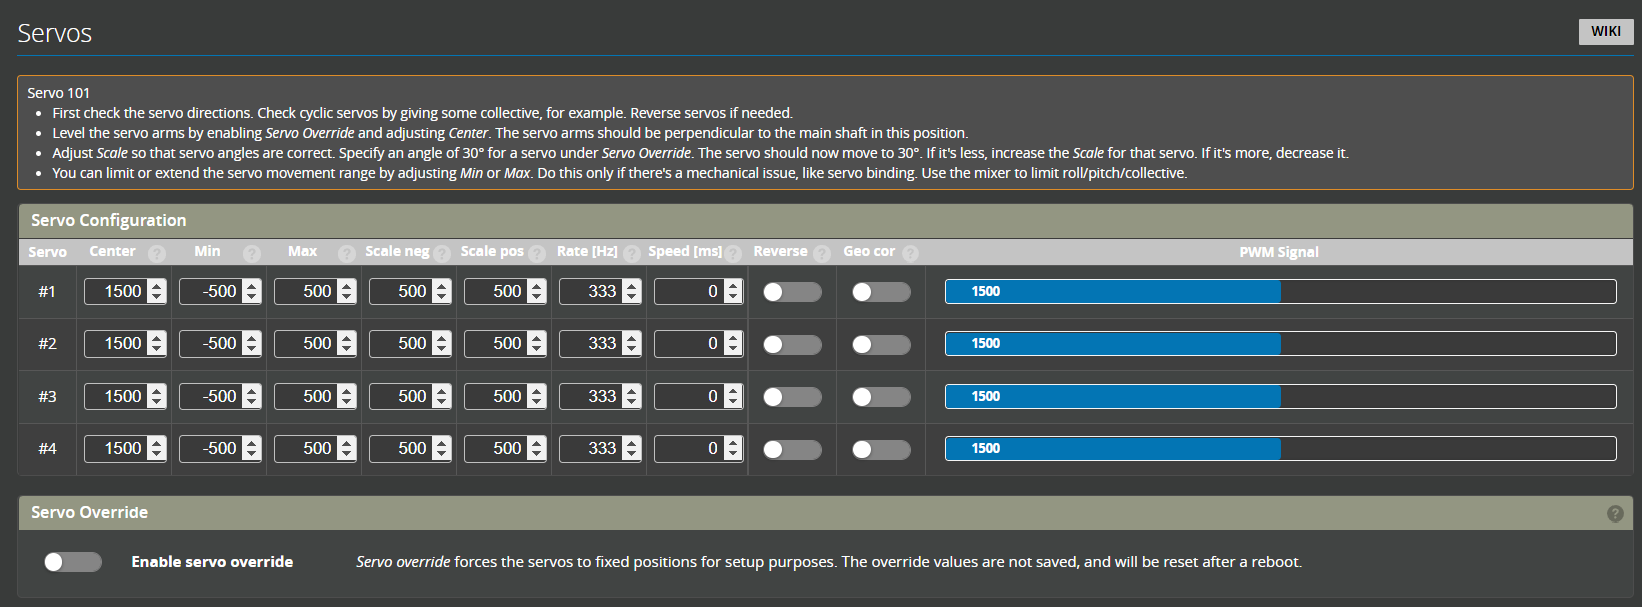 Servos
WIKI
Servo 101
• First check the servo directions. Check cyclic servos by giving some collective, for example. Reverse servos if needed.
• Level the servo arms by enabling Servo Override and adjusting Center. The servo arms should be perpendicular to the main shaft in this position.
• Adjust Scale so that servo angles are correct. Specify an angle of 30° for a servo under Servo Override. The servo should now move to 30°. If it's less, increase the Scale for that servo. If it's more, decrease it.
• You can limit or extend the servo movement range by adjusting Min or Max. Do this only if there's a mechanical issue, like servo binding. Use the mixer to limit roll/pitch/collective.
Servo Configuration
Servo Center ? Min ? Max ? Scale neg ? Scale pos ? Rate [Hz] ? Speed [ms] ? Reverse ? Geo cor ? PWM Signal
#1 1500 -500 500 500 500 333 0 1500
#2 1500 -500 500 500 500 333 0 1500
#3 1500 -500 500 500 500 333 0 1500
#4 1500 -500 500 500 500 333 0 1500
Servo Override ?
Enable servo override Servo override forces the servos to fixed positions for setup purposes. The override values are not saved, and will be reset after a reboot.